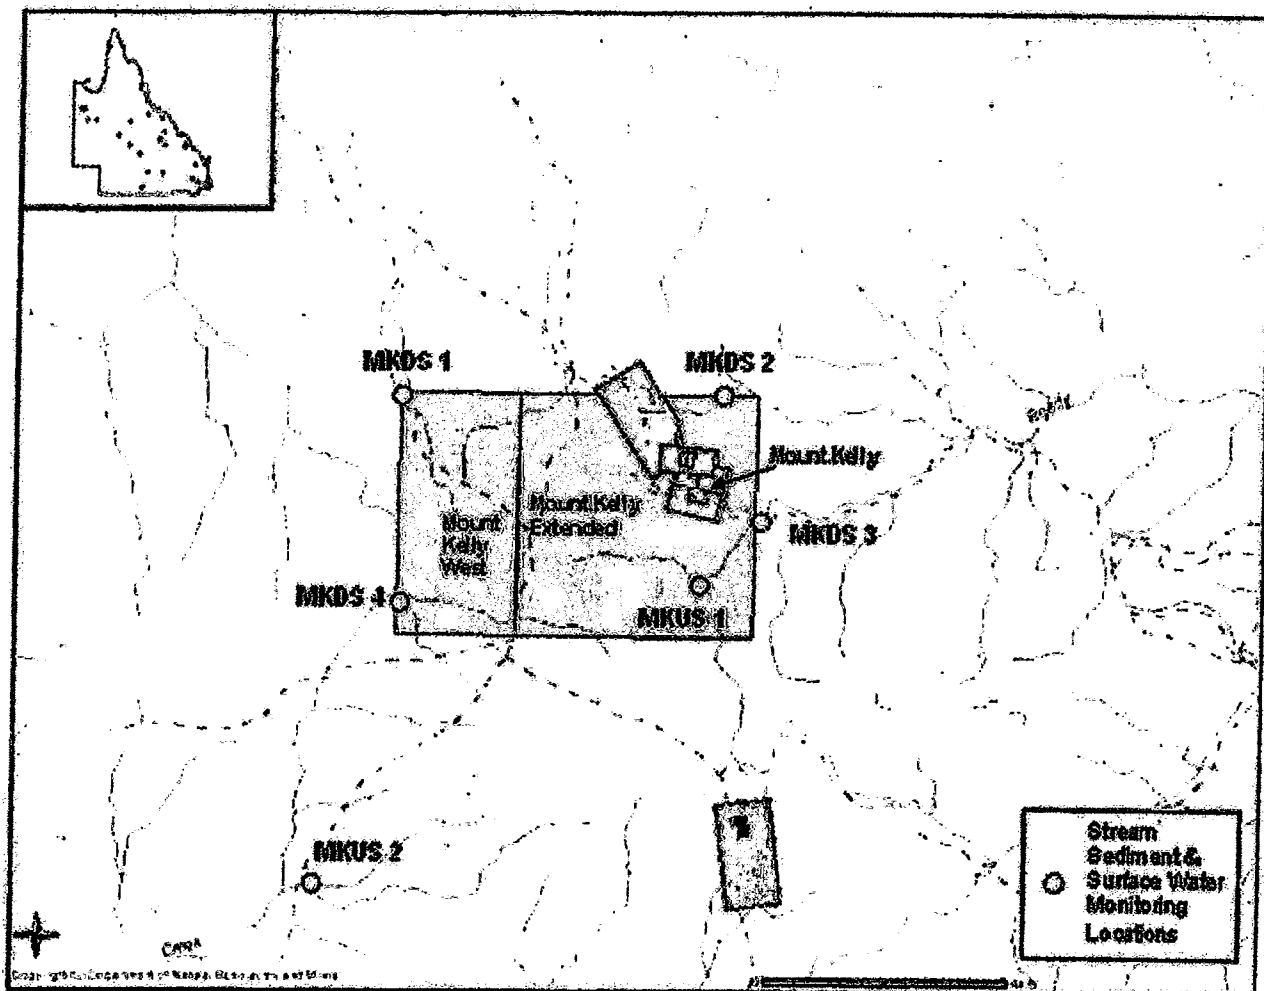 MKDS 1
MKDS 2
Mount Kelly
Mount Kelly
Extended
Mount
Kelly
West
MKDS 3
MKDS 4
MKUS 1
MKUS 2
Stream
Sediment &
Surface Water
Monitoring
Locations